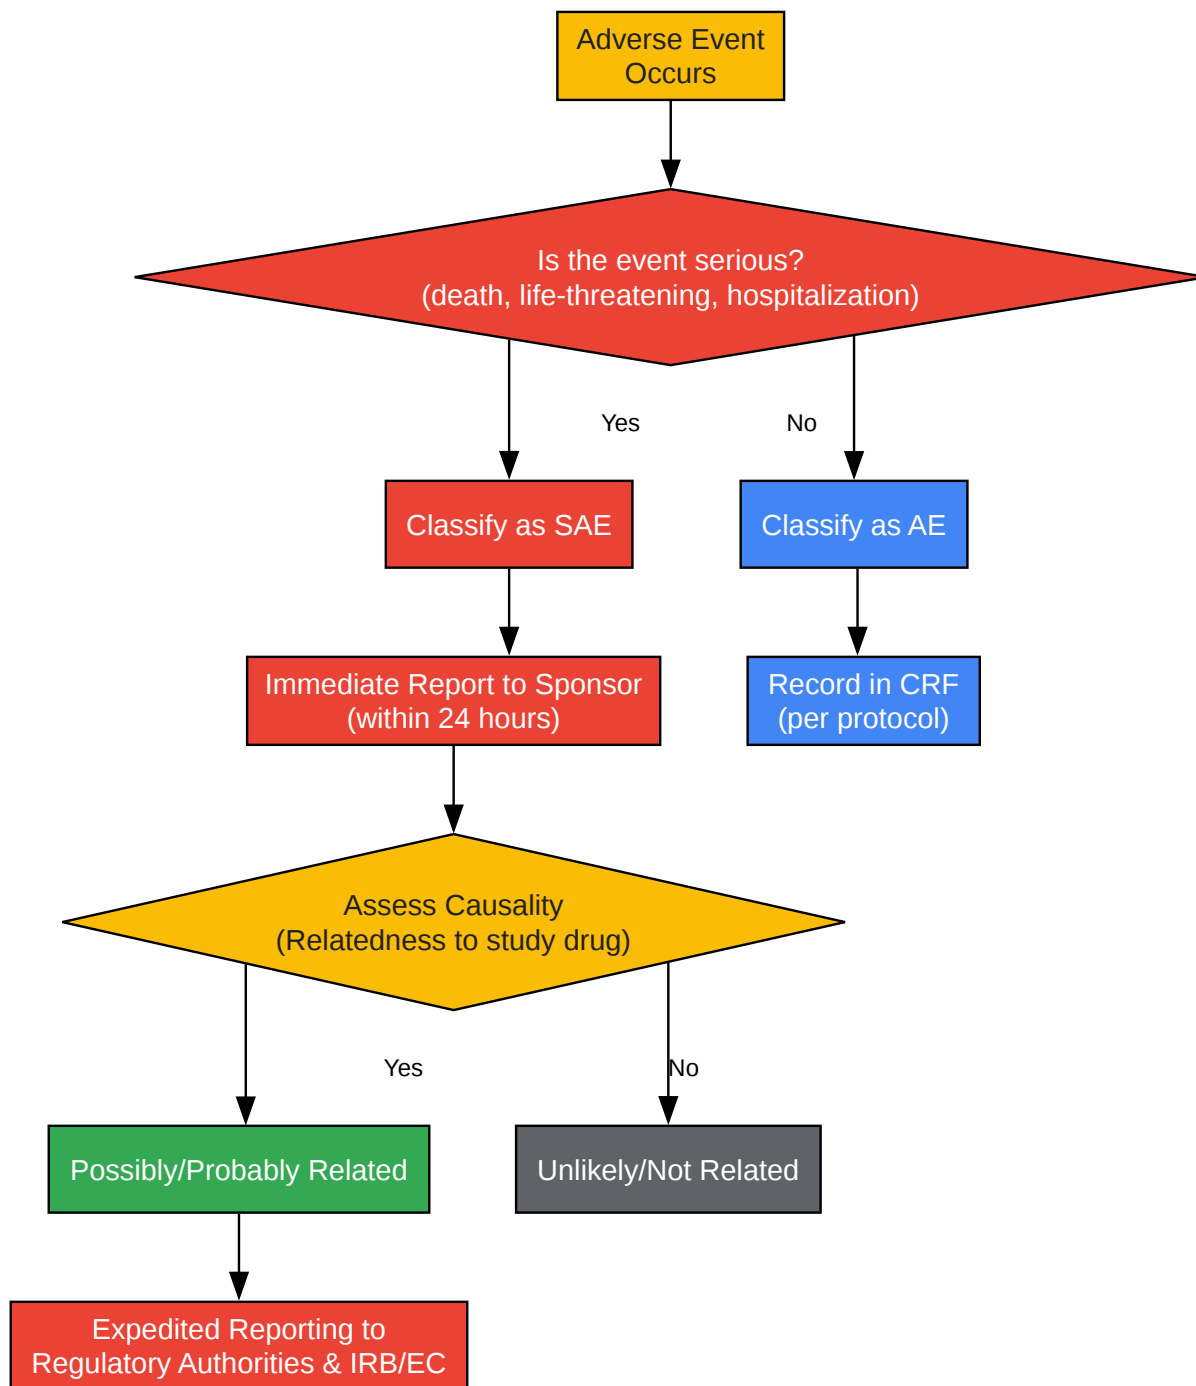 Adverse Event
Occurs
Is the event serious?
(death, life-threatening, hospitalization)
Yes
No
Classify as SAE
Classify as AE
Immediate Report to Sponsor
(within 24 hours)
Record in CRF
(per protocol)
Assess Causality
(Relatedness to study drug)
Yes
No
Possibly/Probably Related
Unlikely/Not Related
Expedited Reporting to
Regulatory Authorities & IRB/EC